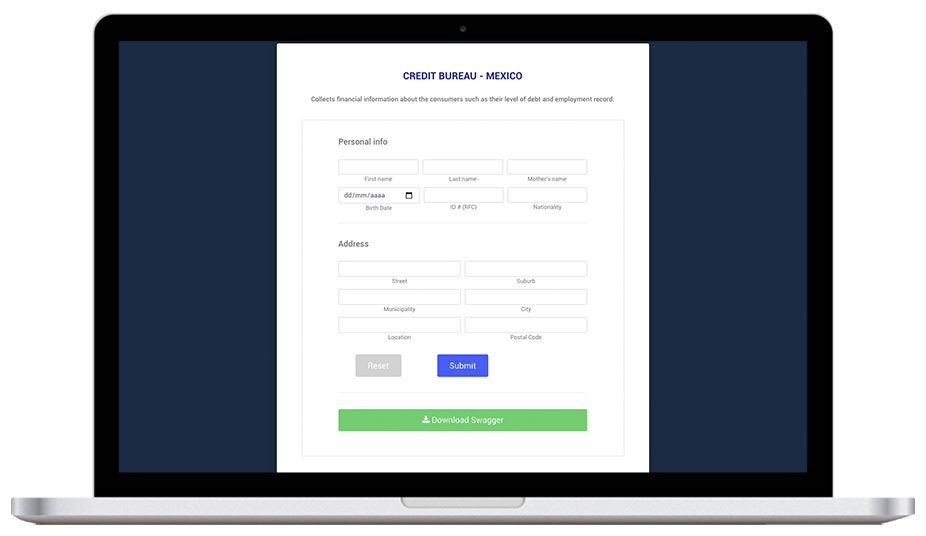 CREDIT BUREAU - MEXICO
Collects financial information about the consumers such as their level of debt and employment record.
Personal info
First name Last name Mother's name
dd/mm/aaaa
Birth Date ID # (RFC) Nationality
Address
Street Suburb
Municipality City
Location Postal Code
Reset Submit
Download Swagger